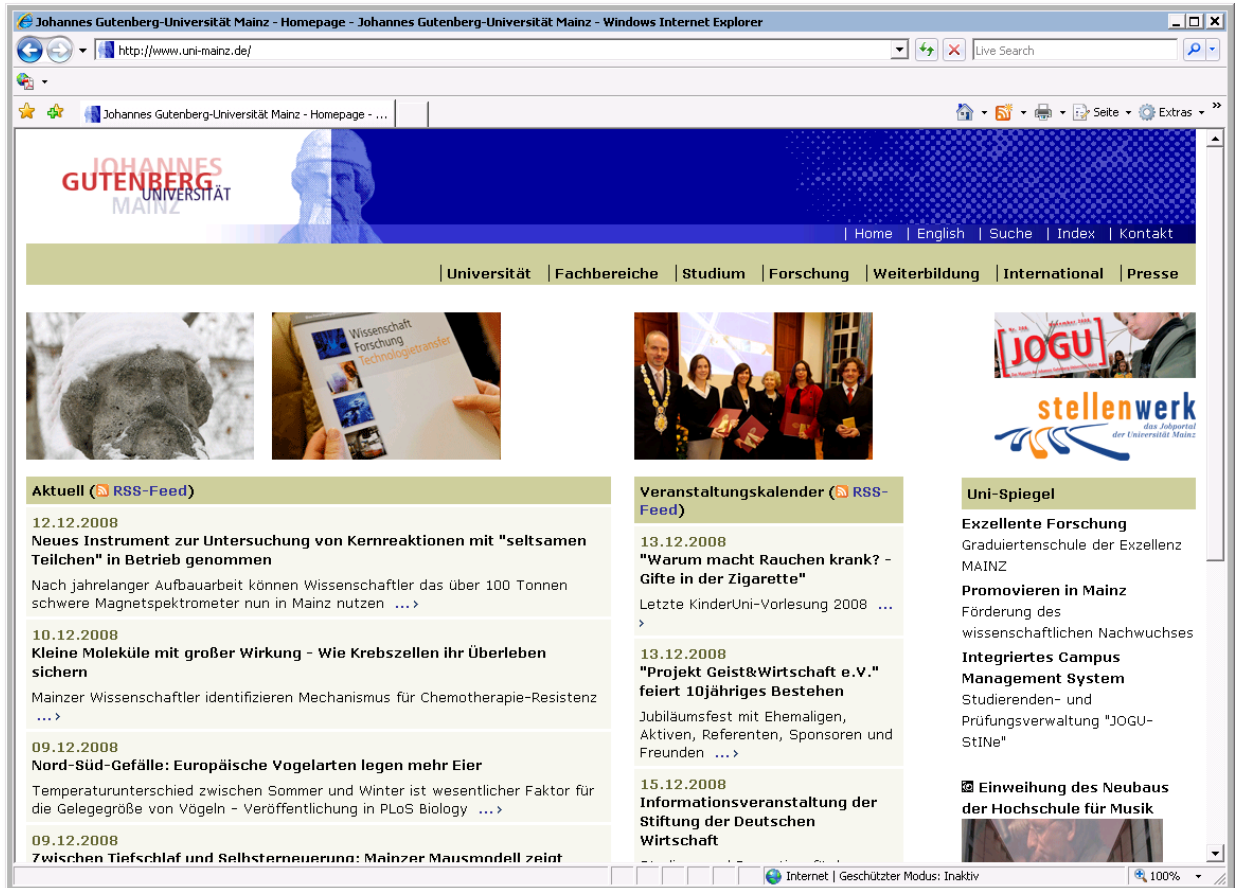 Johannes Gutenberg-Universität Mainz - Homepage - Johannes Gutenberg-Universität Mainz - Windows Internet Explorer
http://www.uni-mainz.de/
Live Search
Johannes Gutenberg-Universität Mainz - Homepage - ...
Seite
Extras
»
JOHANNES
GUTENBERG
UNIVERSITÄT
MAINZ
| Home | English | Suche | Index | Kontakt
|Universität |Fachbereiche |Studium |Forschung |Weiterbildung |International |Presse
Wissenschaft
Forschung
Technologietransfer
JOGU
stellenwerk
das Jobportal
der Universität Mainz
Aktuell (RSS-Feed)
12.12.2008
Neues Instrument zur Untersuchung von Kernreaktionen mit "seltsamen
Teilchen" in Betrieb genommen
Nach jahrelanger Aufbauarbeit können Wissenschaftler das über 100 Tonnen
schwere Magnetspektrometer nun in Mainz nutzen ...›
10.12.2008
Kleine Moleküle mit großer Wirkung - Wie Krebszellen ihr Überleben
sichern
Mainzer Wissenschaftler identifizieren Mechanismus für Chemotherapie-Resistenz
...›
09.12.2008
Nord-Süd-Gefälle: Europäische Vogelarten legen mehr Eier
Temperaturunterschied zwischen Sommer und Winter ist wesentlicher Faktor für
die Gelegegröße von Vögeln - Veröffentlichung in PLoS Biology ...›
09.12.2008
Zwischen Tiefschlaf und Selbsterneuerung: Mainzer Mausmodell zeigt
Veranstaltungskalender (RSS-
Feed)
13.12.2008
"Warum macht Rauchen krank? -
Gifte in der Zigarette"
Letzte KinderUni-Vorlesung 2008 ...
›
13.12.2008
"Projekt Geist&Wirtschaft e.V."
feiert 10jähriges Bestehen
Jubiläumsfest mit Ehemaligen,
Aktiven, Referenten, Sponsoren und
Freunden ...›
15.12.2008
Informationsveranstaltung der
Stiftung der Deutschen
Wirtschaft
Uni-Spiegel
Exzellente Forschung
Graduiertenschule der Exzellenz
MAINZ
Promovieren in Mainz
Förderung des
wissenschaftlichen Nachwuchses
Integriertes Campus
Management System
Studierenden- und
Prüfungsverwaltung "JOGU-
StINe"
Einweihung des Neubaus
der Hochschule für Musik
Internet | Geschützter Modus: Inaktiv
100%